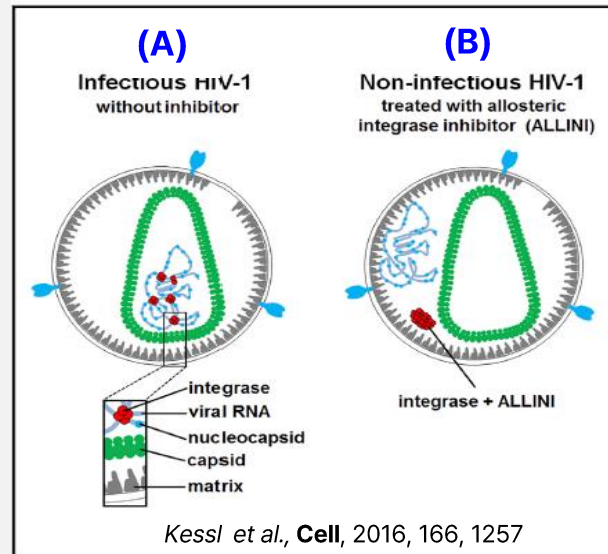 (A)
(B)
Infectious HIV-1
without inhibitor
Non-infectious HIV-1
treated with allosteric
integrase inhibitor (ALLINI)
integrase
viral RNA
nucleocapsid
capsid
matrix
integrase + ALLINI
Kessl et al., Cell, 2016, 166, 1257